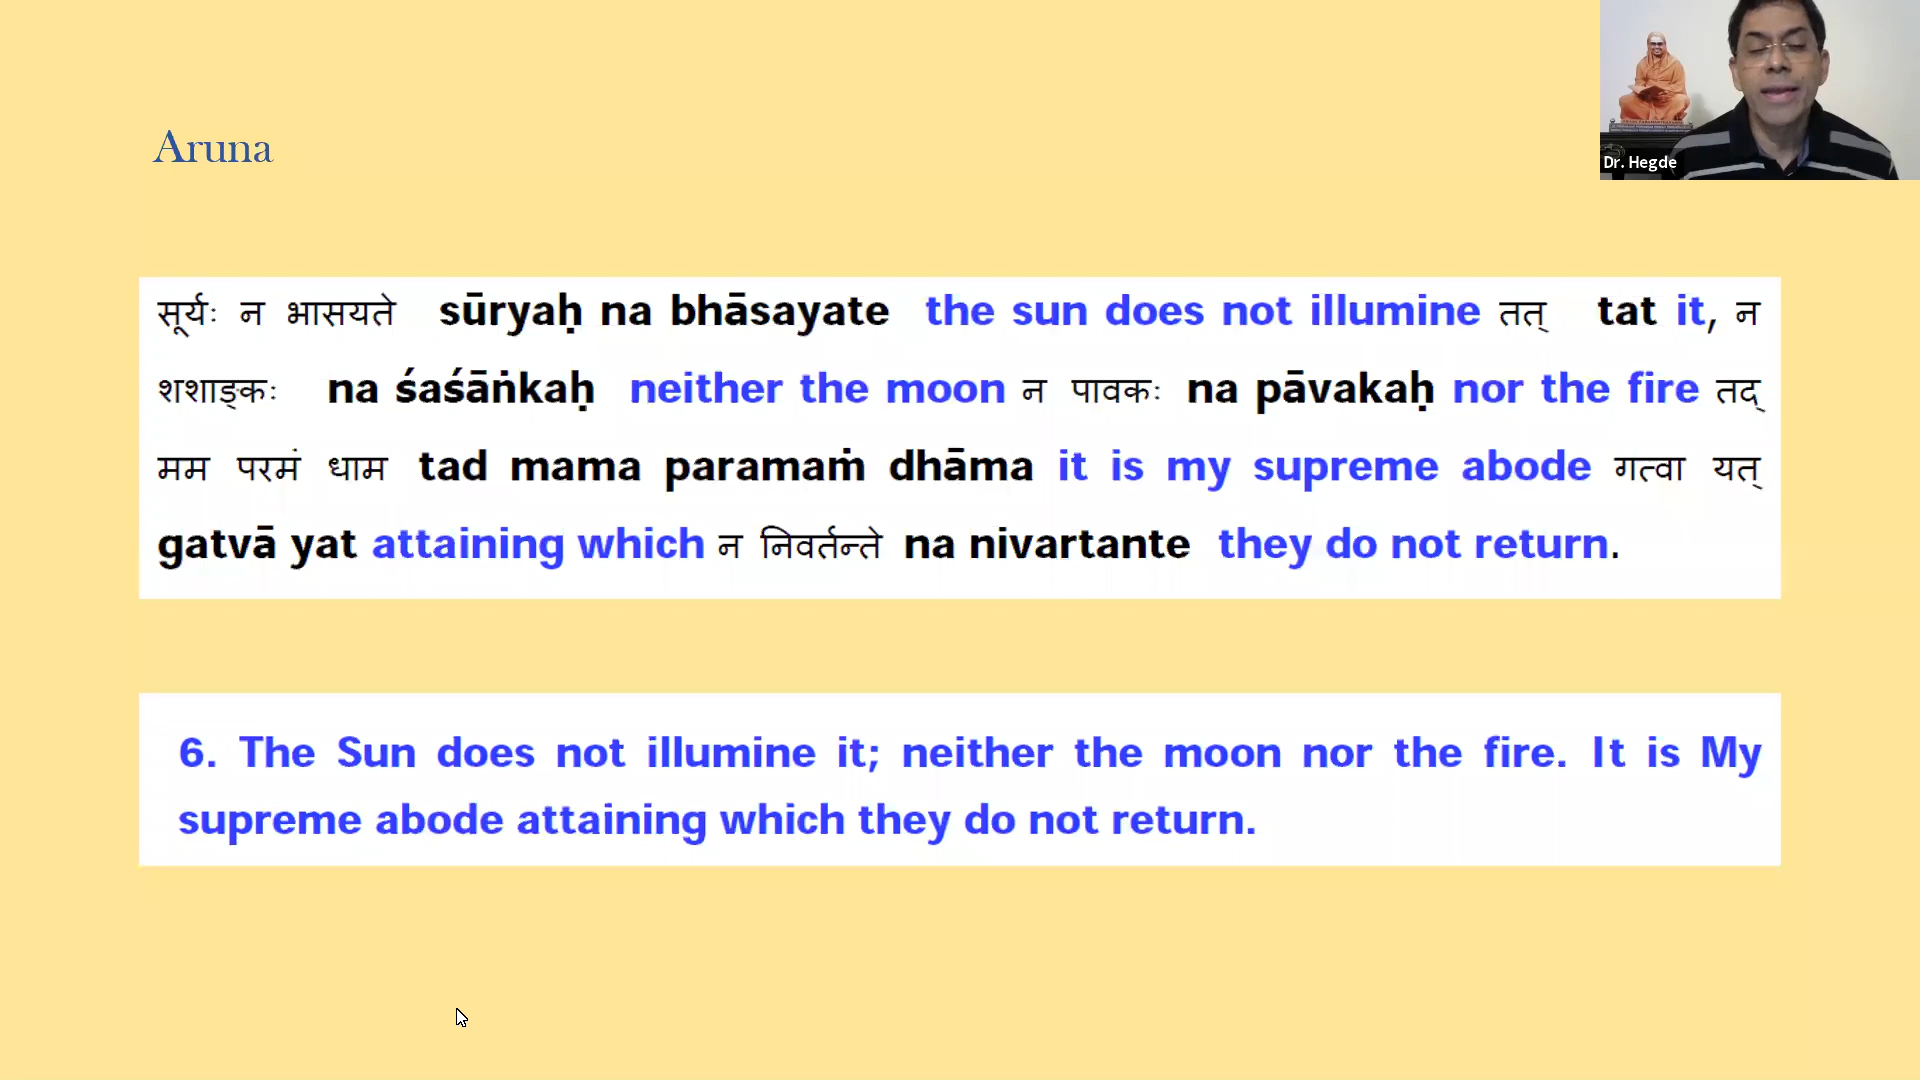 Aruna
Dr. Hegde
सूर्यः न भासयते sūryaḥ na bhāsayate the sun does not illumine तत् tat it, न
शशाङ्कः na śaśāṅkaḥ neither the moon न पावकः na pāvakaḥ nor the fire तद्
मम परमं धाम tad mama paramaṁ dhāma it is my supreme abode गत्वा यत्
gatvā yat attaining which न निवर्तन्ते na nivartante they do not return.
6. The Sun does not illumine it; neither the moon nor the fire. It is My
supreme abode attaining which they do not return.